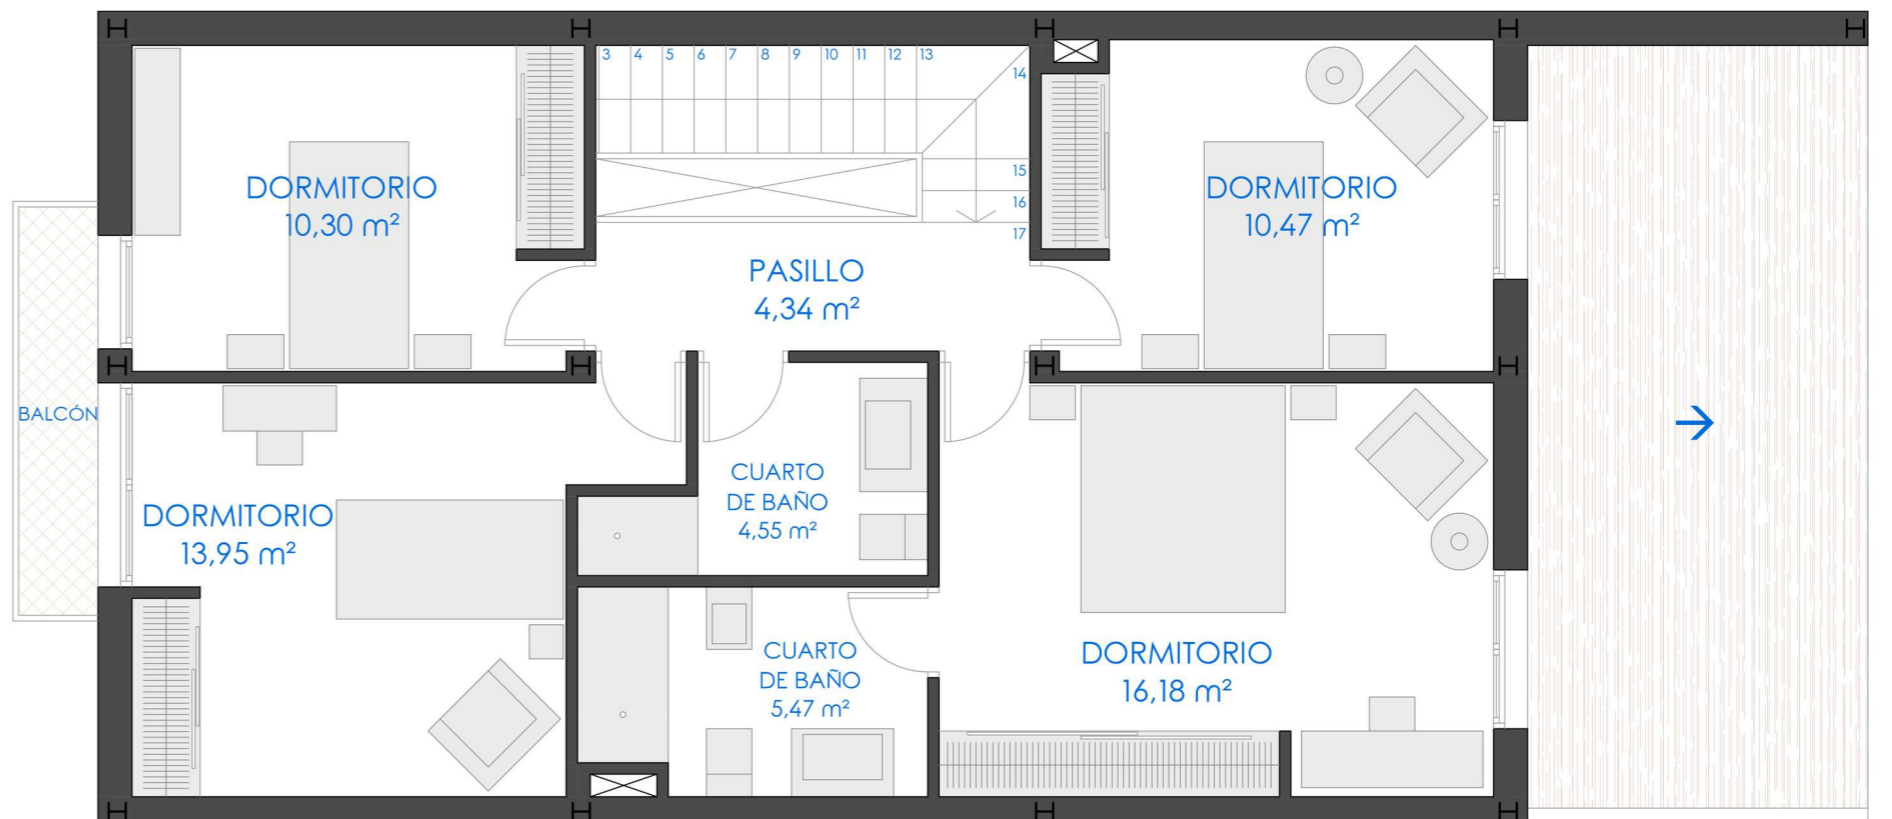 3 4 5 6 7 8 9 10 11 12 13
14
15
16
17
DORMITORIO
10,30 m²
DORMITORIO
10,47 m²
PASILLO
4,34 m²
BALCÓN
DORMITORIO
13,95 m²
CUARTO
DE BAÑO
4,55 m²
CUARTO
DE BAÑO
5,47 m²
DORMITORIO
16,18 m²